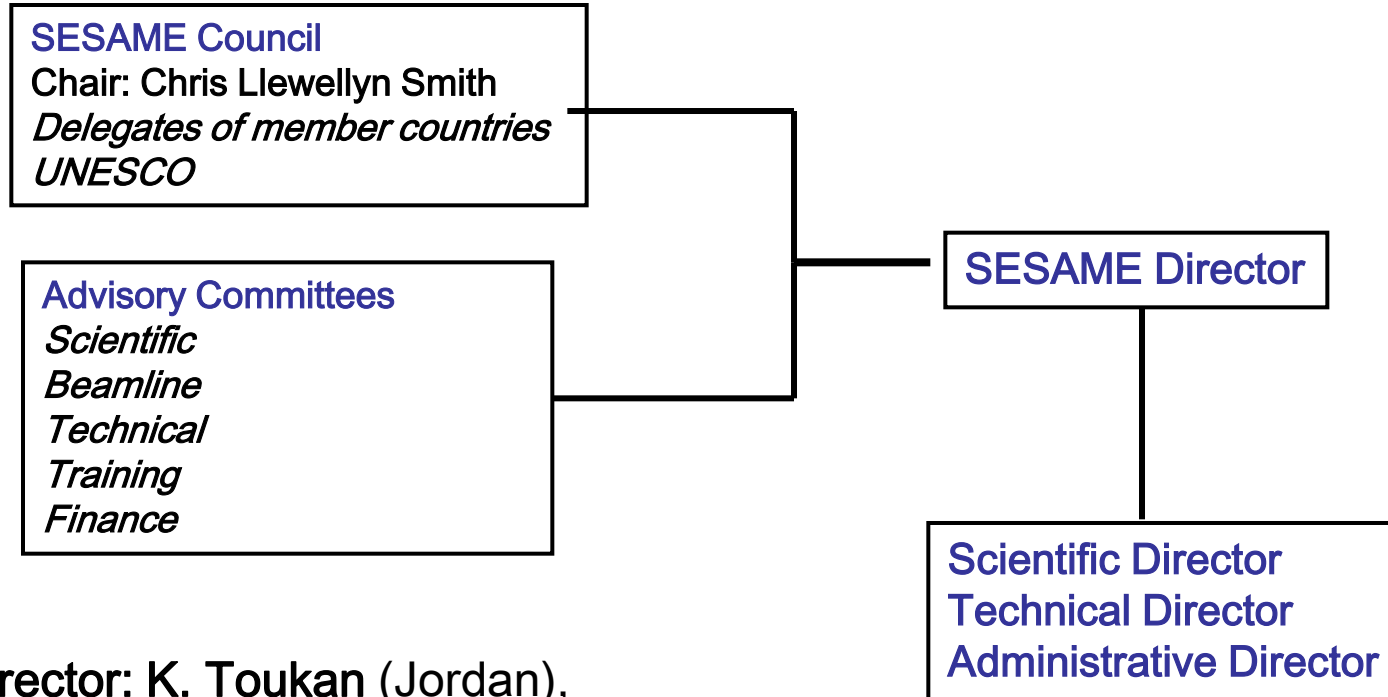 SESAME Council
Chair: Chris Llewellyn Smith
Delegates of member countries
UNESCO
Advisory Committees
Scientific
Beamline
Technical
Training
Finance
SESAME Director
Scientific Director
Technical Director
Administrative Director
rector: K. Toukan (Jordan),